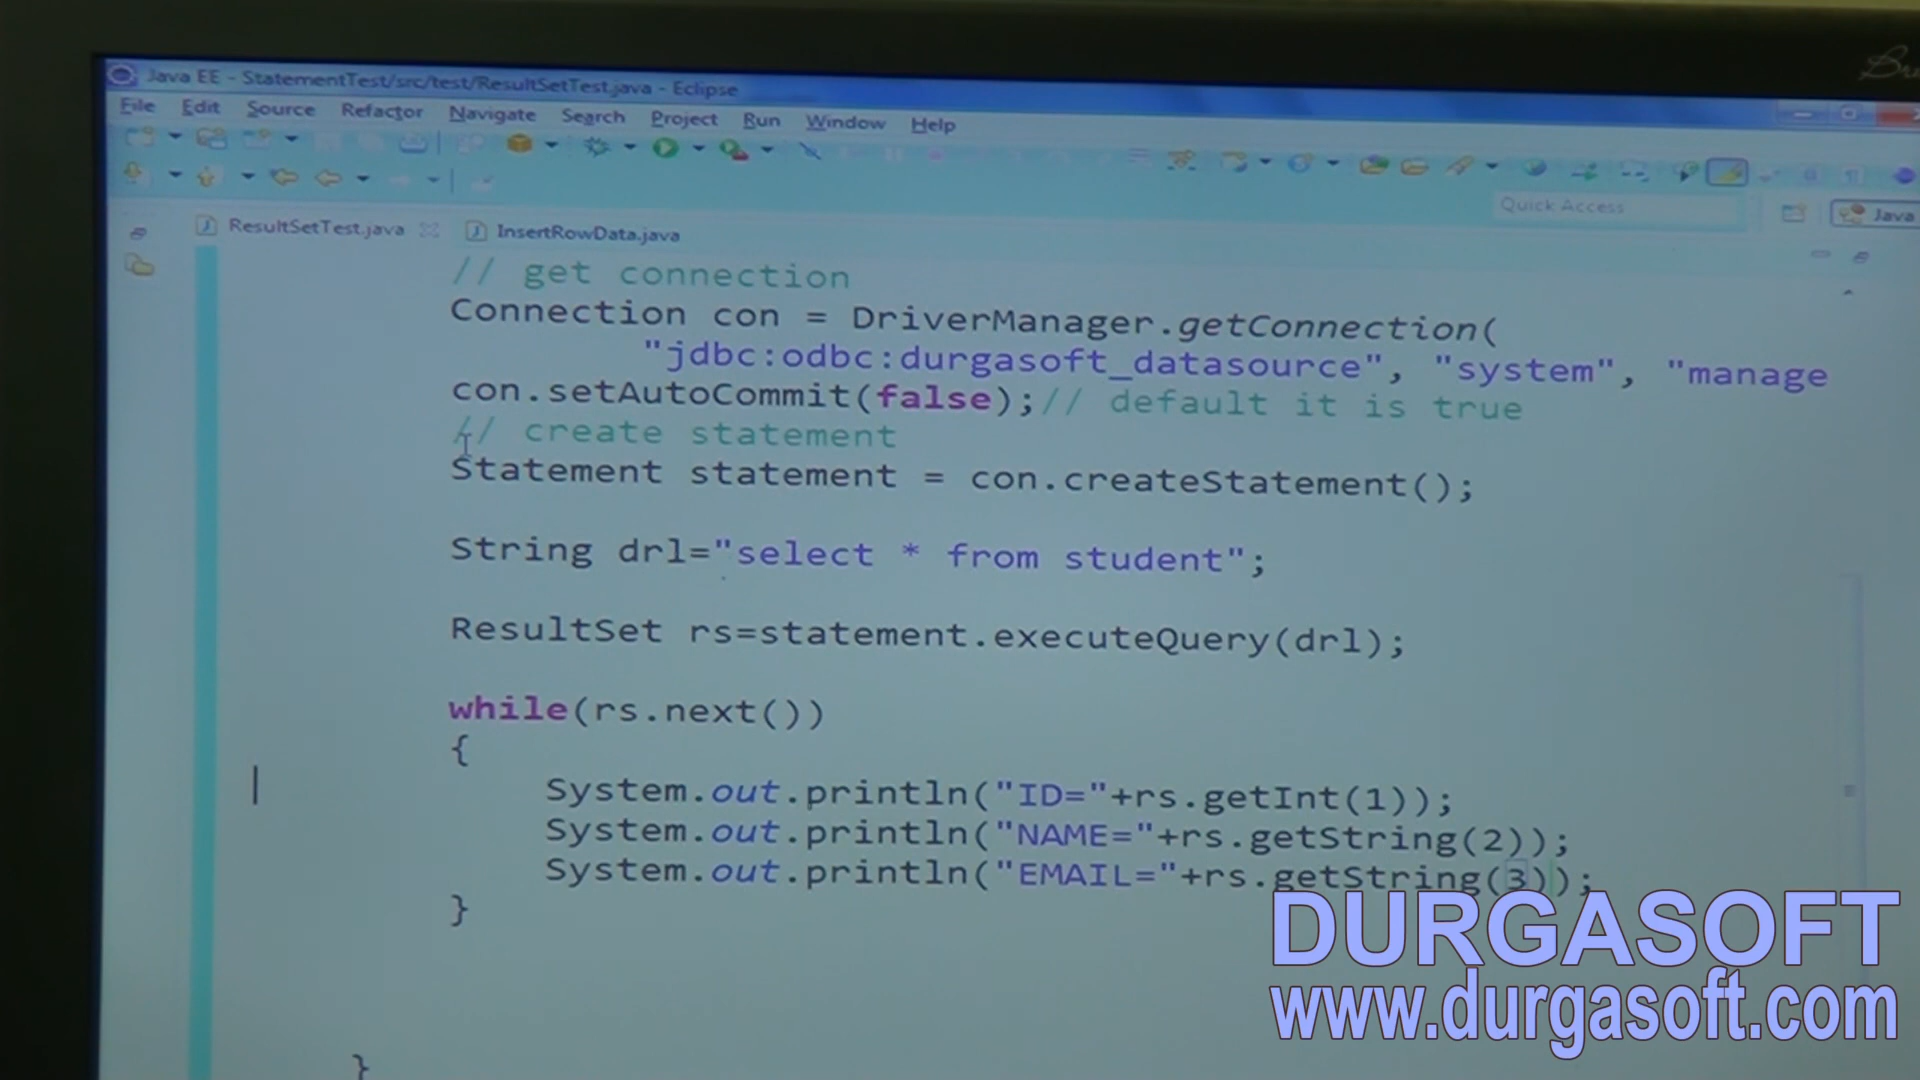 Java EE - StatementTest/src/test/ResultSetTest.java - Eclipse
File Edit Source Refactor Navigate Search Project Run Window Help
Quick Access
Java
ResultSetTest.java InsertRowData.java
// get connection
Connection con = DriverManager.getConnection(
"jdbc:odbc:durgasoft_datasource", "system", "manage
con.setAutoCommit(false);// default it is true
// create statement
Statement statement = con.createStatement();
String drl="select * from student";
ResultSet rs=statement.executeQuery(drl);
while(rs.next())
{
System.out.println("ID="+rs.getInt(1));
System.out.println("NAME="+rs.getString(2));
System.out.println("EMAIL="+rs.getString(3));
}
}
DURGASOFT
www.durgasoft.com